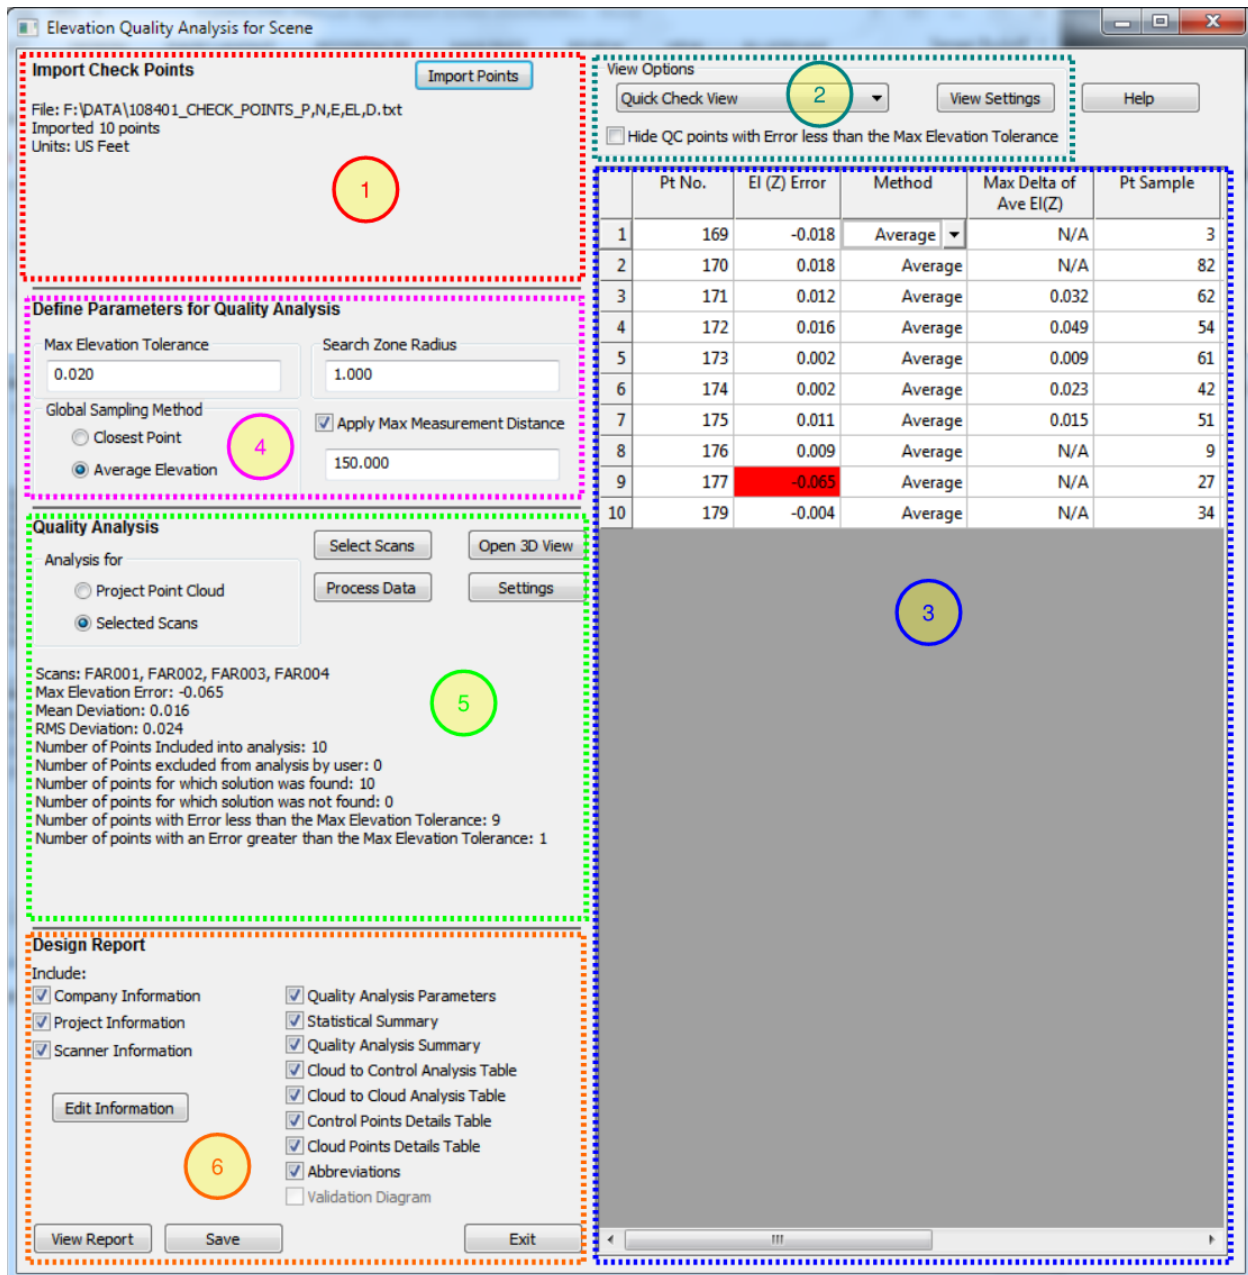 Elevation Quality Analysis for Scene
Import Check Points
Import Points
File: F:\DATA\108401_CHECK_POINTS_P,N,E,EL,D.txt
Imported 10 points
Units: US Feet
1
View Options
Quick Check View
2
View Settings
Help
Hide QC points with Error less than the Max Elevation Tolerance
Pt No. El (Z) Error Method Max Delta of Ave El(Z) Pt Sample
1 169 -0.018 Average N/A 3
2 170 0.018 Average N/A 82
3 171 0.012 Average 0.032 62
4 172 0.016 Average 0.049 54
5 173 0.002 Average 0.009 61
6 174 0.002 Average 0.023 42
7 175 0.011 Average 0.015 51
8 176 0.009 Average N/A 9
9 177 -0.065 Average N/A 27
10 179 -0.004 Average N/A 34
3
Define Parameters for Quality Analysis
Max Elevation Tolerance
0.020
Search Zone Radius
1.000
Global Sampling Method
Closest Point
Average Elevation
4
Apply Max Measurement Distance
150.000
Quality Analysis
Analysis for
Project Point Cloud
Selected Scans
Select Scans
Open 3D View
Process Data
Settings
Scans: FAR001, FAR002, FAR003, FAR004
Max Elevation Error: -0.065
Mean Deviation: 0.016
RMS Deviation: 0.024
Number of Points Included into analysis: 10
Number of Points excluded from analysis by user: 0
Number of points for which solution was found: 10
Number of points for which solution was not found: 0
Number of points with Error less than the Max Elevation Tolerance: 9
Number of points with an Error greater than the Max Elevation Tolerance: 1
5
Design Report
Include:
Company Information
Project Information
Scanner Information
Edit Information
6
Quality Analysis Parameters
Statistical Summary
Quality Analysis Summary
Cloud to Control Analysis Table
Cloud to Cloud Analysis Table
Control Points Details Table
Cloud Points Details Table
Abbreviations
Validation Diagram
View Report
Save
Exit